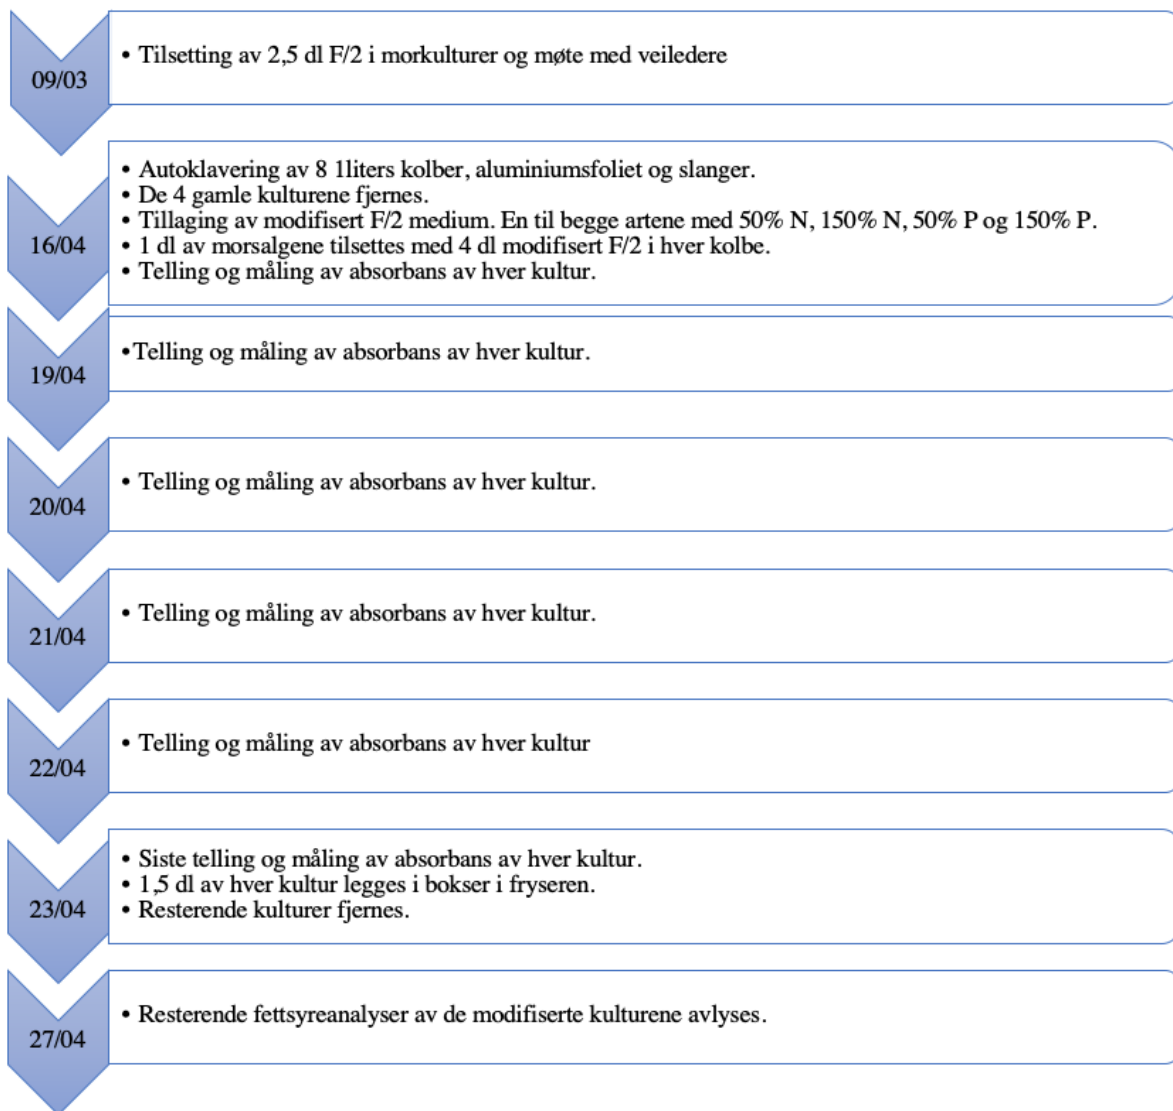 09/03
• Tilsetting av 2,5 dl F/2 i morkulturer og møte med veiledere
16/04
• Autoklavering av 8 1liters kolber, aluminiumsfoliet og slanger.
• De 4 gamle kulturene fjernes.
• Tillaging av modifisert F/2 medium. En til begge artene med 50% N, 150% N, 50% P og 150% P.
• 1 dl av morsalgene tilsettes med 4 dl modifisert F/2 i hver kolbe.
• Telling og måling av absorbans av hver kultur.
19/04
•Telling og måling av absorbans av hver kultur.
20/04
• Telling og måling av absorbans av hver kultur.
21/04
• Telling og måling av absorbans av hver kultur.
22/04
• Telling og måling av absorbans av hver kultur
23/04
• Siste telling og måling av absorbans av hver kultur.
• 1,5 dl av hver kultur legges i bokser i fryseren.
• Resterende kulturer fjernes.
27/04
• Resterende fettsyreanalyser av de modifiserte kulturene avlyses.